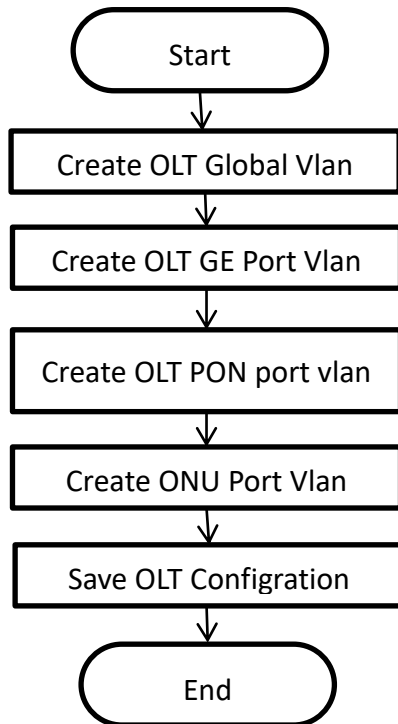 Start
Create OLT Global Vlan
Create OLT GE Port Vlan
Create OLT PON port vlan
Create ONU Port Vlan
Save OLT Configration
End